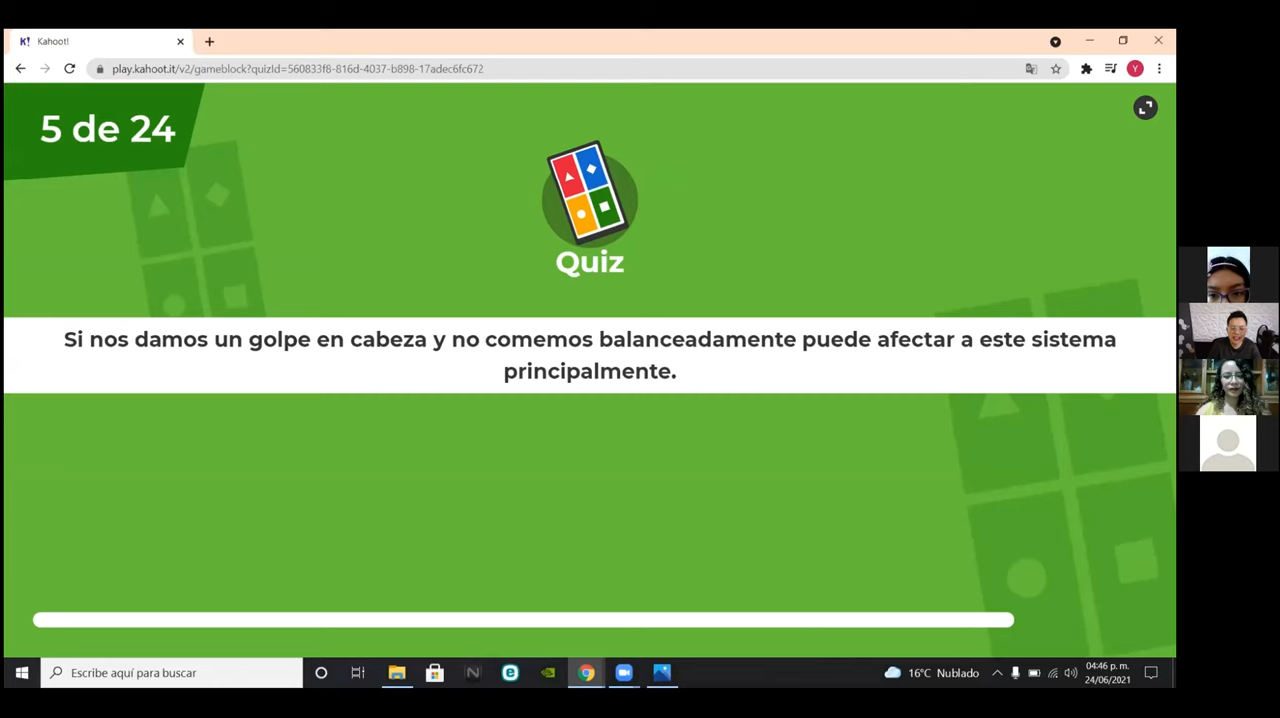 K! Kahoot!
play.kahoot.it/v2/gameblock?quizId=560833f8-816d-4037-b898-17adec6fc672
Y
5 de 24
Quiz
Si nos damos un golpe en cabeza y no comemos balanceadamente puede afectar a este sistema
principalmente.
Escribe aquí para buscar
16°C Nublado
04:46 p. m.
24/06/2021